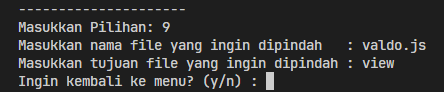 ---------------------
Masukkan Pilihan: 9
Masukkan nama file yang ingin dipindah   : valdo.js
Masukkan tujuan file yang ingin dipindah : view
Ingin kembali ke menu? (y/n) :